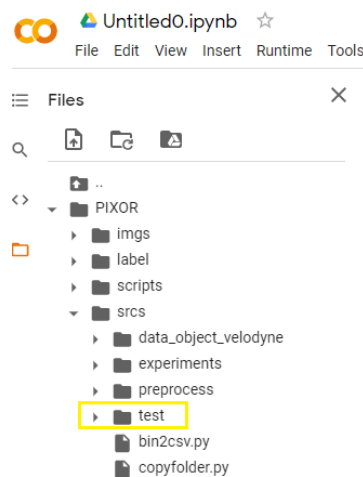 Untitled0.ipynb
File Edit View Insert Runtime Tools
Files
..
PIXOR
imgs
label
scripts
srcs
data_object_velodyne
experiments
preprocess
test
bin2csv.py
copyfolder.py